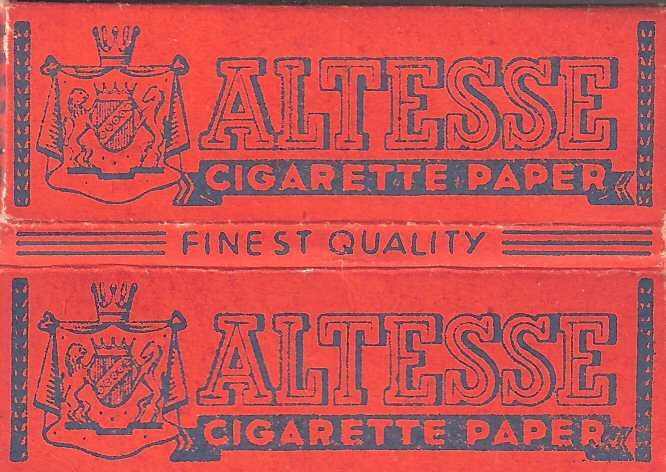 ALTESSE
CIGARETTE PAPER
FINEST QUALITY
ALTESSE
CIGARETTE PAPER